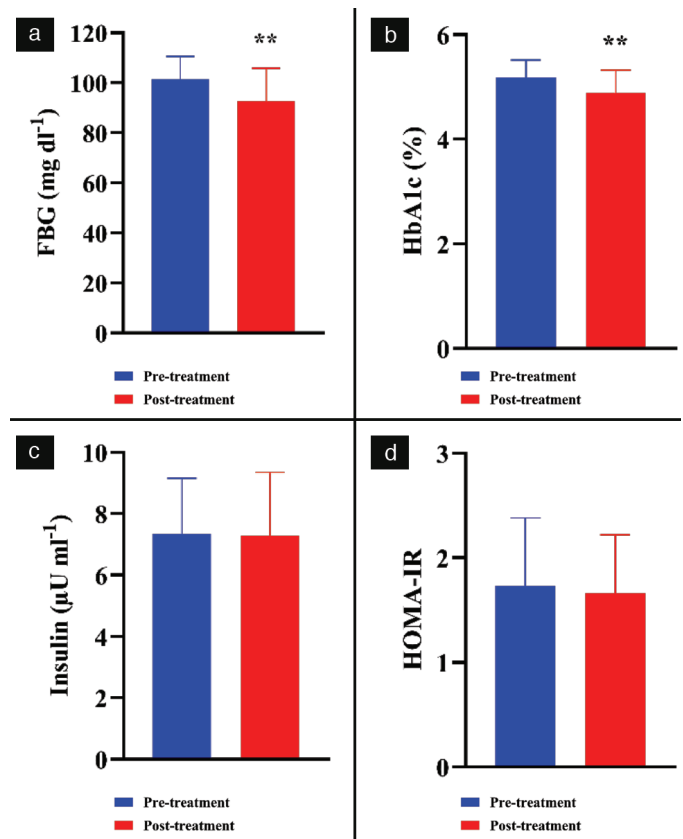 a
FBG (mg dl⁻¹)
120
100
80
60
40
20
0
**
Pre-treatment
Post-treatment
b
HbA1c (%)
6
4
2
0
**
Pre-treatment
Post-treatment
c
Insulin (µU ml⁻¹)
10
8
6
4
2
0
Pre-treatment
Post-treatment
d
HOMA-IR
3
2
1
0
Pre-treatment
Post-treatment